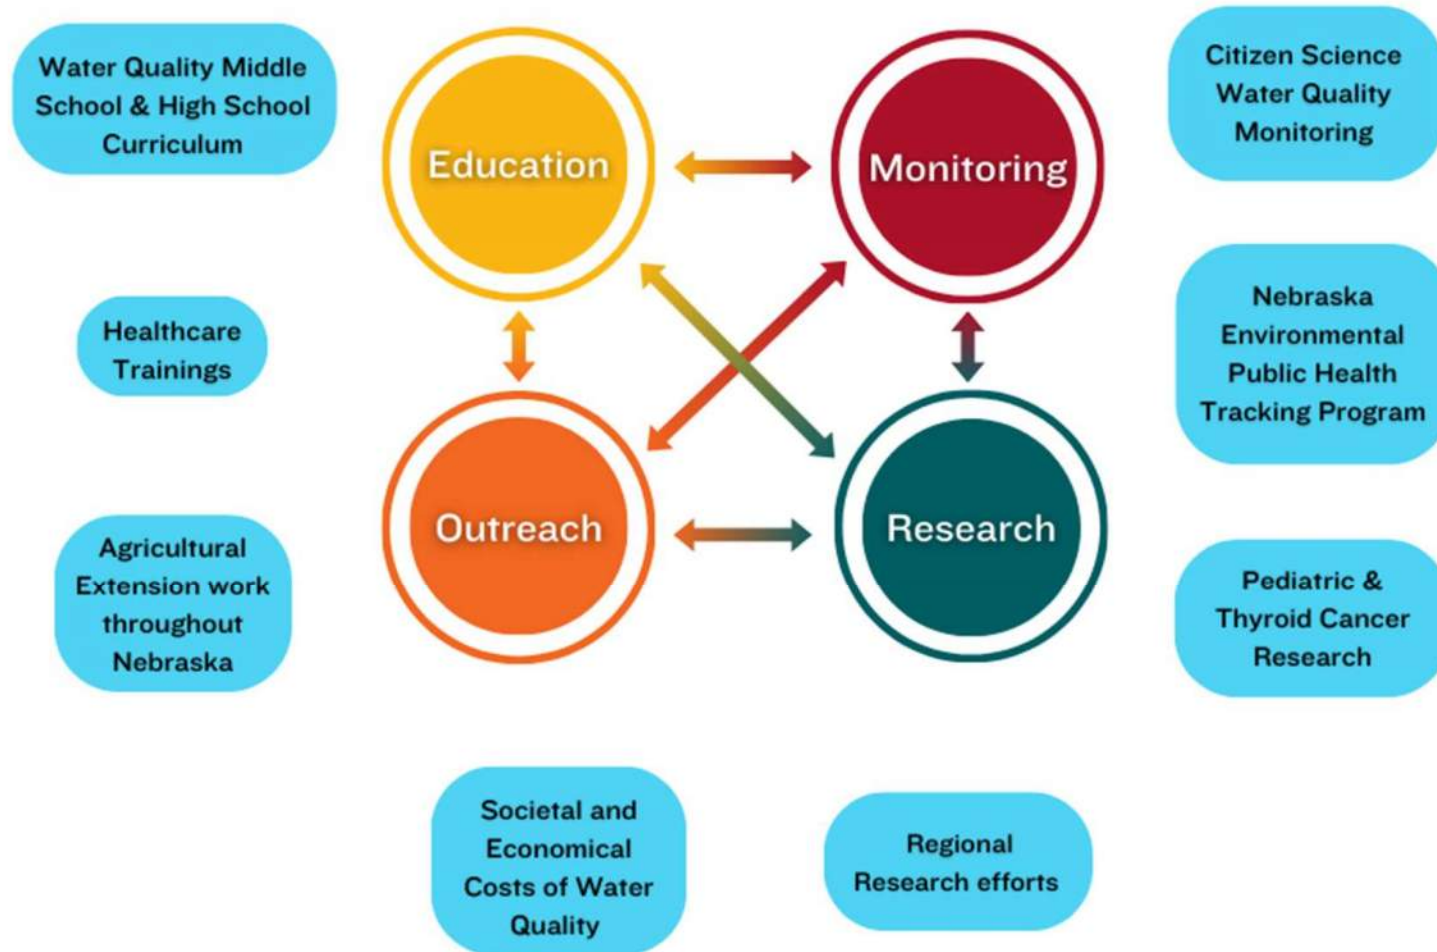 Water Quality Middle
School & High School
Curriculum
Education
Monitoring
Citizen Science
Water Quality
Monitoring
Healthcare
Trainings
Nebraska
Environmental
Public Health
Tracking Program
Agricultural
Extension work
throughout
Nebraska
Outreach
Research
Pediatric &
Thyroid Cancer
Research
Societal and
Economical
Costs of Water
Quality
Regional
Research efforts